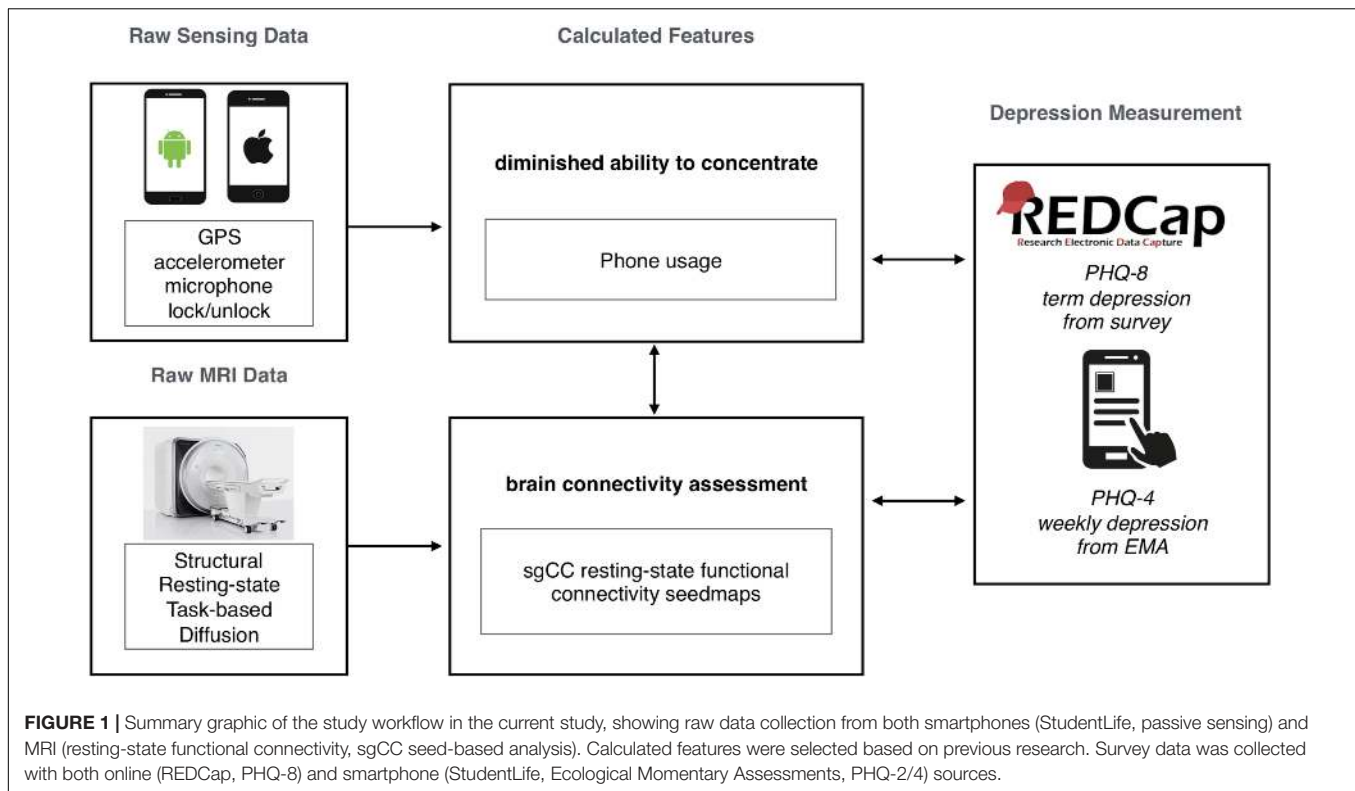 Raw Sensing Data
GPS
accelerometer
microphone
lock/unlock
Raw MRI Data
Structural
Resting-state
Task-based
Diffusion
Calculated Features
diminished ability to concentrate
Phone usage
brain connectivity assessment
sgCC resting-state functional
connectivity seedmaps
Depression Measurement
REDCap
Research Electronic Data Capture
PHQ-8
term depression
from survey
PHQ-4
weekly depression
from EMA
FIGURE 1 | Summary graphic of the study workflow in the current study, showing raw data collection from both smartphones (StudentLife, passive sensing) and
MRI (resting-state functional connectivity, sgCC seed-based analysis). Calculated features were selected based on previous research. Survey data was collected
with both online (REDCap, PHQ-8) and smartphone (StudentLife, Ecological Momentary Assessments, PHQ-2/4) sources.